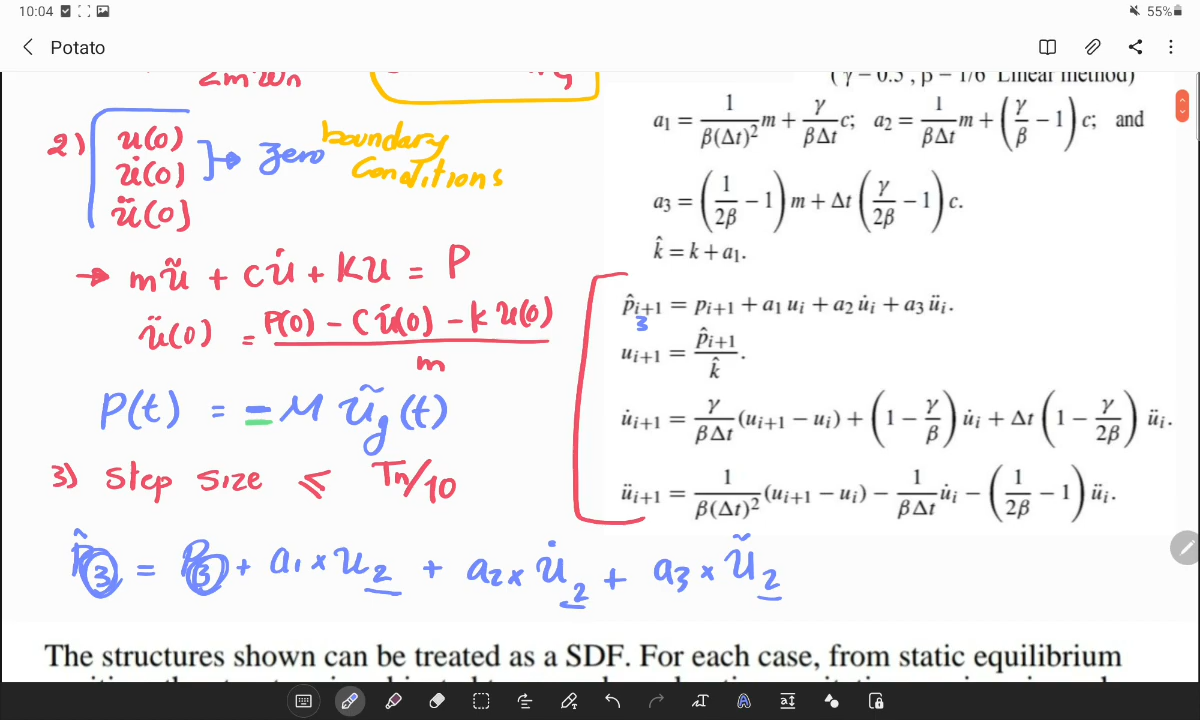 10:04
55%
Potato
2mωn
(γ = 0.5, β = 1/6 Linear method)
a1 = 1/(β(Δt)²) m + γ/(βΔt) c; a2 = 1/(βΔt) m + (γ/β − 1) c; and
a3 = (1/(2β) − 1) m + Δt (γ/(2β) − 1) c.
k̂ = k + a1.
p̂i+1 = pi+1 + a1 ui + a2 u̇i + a3 üi.
3
ui+1 = p̂i+1/k̂.
u̇i+1 = γ/(βΔt) (ui+1 − ui) + (1 − γ/β) u̇i + Δt (1 − γ/(2β)) üi.
üi+1 = 1/(β(Δt)²) (ui+1 − ui) − 1/(βΔt) u̇i − (1/(2β) − 1) üi.
2) u(0)
u̇(0)
ü(0)
→ zero boundary
Conditions
→ mü + cu̇ + Ku = P
ü(0) = (P(0) − Cu̇(0) − k u(0))/m
P(t) = = M üg(t)
3) Step size ≤ Tn/10
P̂3 = P3 + a1 × u2 + a2 × u̇2 + a3 × ü2
The structures shown can be treated as a SDF. For each case, from static equilibrium